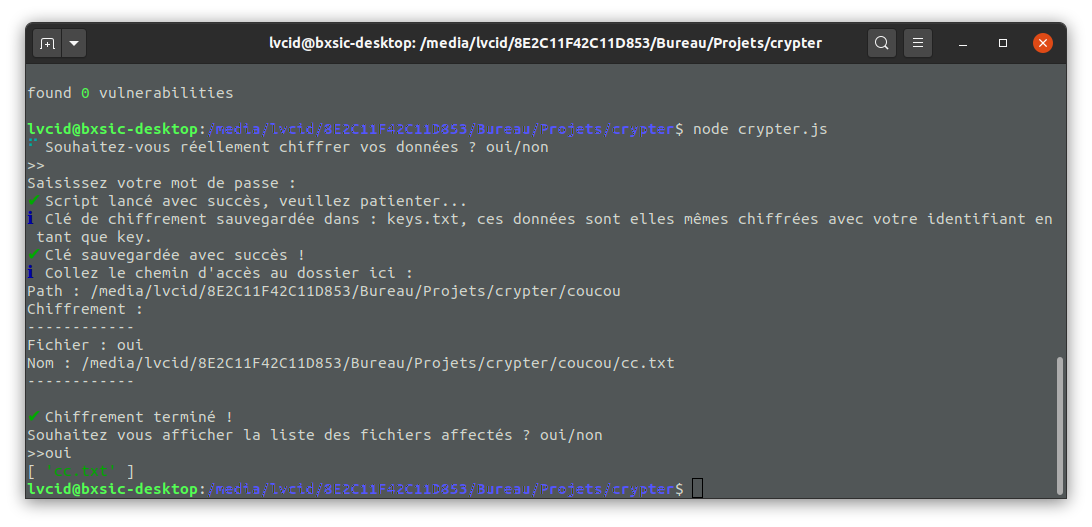 lvcid@bxsic-desktop: /media/lvcid/8E2C11F42C11D853/Bureau/Projets/crypter
found 0 vulnerabilities
lvcid@bxsic-desktop:/media/lvcid/8E2C11F42C11D853/Bureau/Projets/crypter$ node crypter.js
Souhaitez-vous réellement chiffrer vos données ? oui/non
>>
Saisissez votre mot de passe :
✔ Script lancé avec succès, veuillez patienter...
ℹ Clé de chiffrement sauvegardée dans : keys.txt, ces données sont elles mêmes chiffrées avec votre identifiant en
tant que key.
✔ Clé sauvegardée avec succès !
ℹ Collez le chemin d'accès au dossier ici :
Path : /media/lvcid/8E2C11F42C11D853/Bureau/Projets/crypter/coucou
Chiffrement :
------------
Fichier : oui
Nom : /media/lvcid/8E2C11F42C11D853/Bureau/Projets/crypter/coucou/cc.txt
------------
✔ Chiffrement terminé !
Souhaitez vous afficher la liste des fichiers affectés ? oui/non
>>oui
[ 'cc.txt' ]
lvcid@bxsic-desktop:/media/lvcid/8E2C11F42C11D853/Bureau/Projets/crypter$